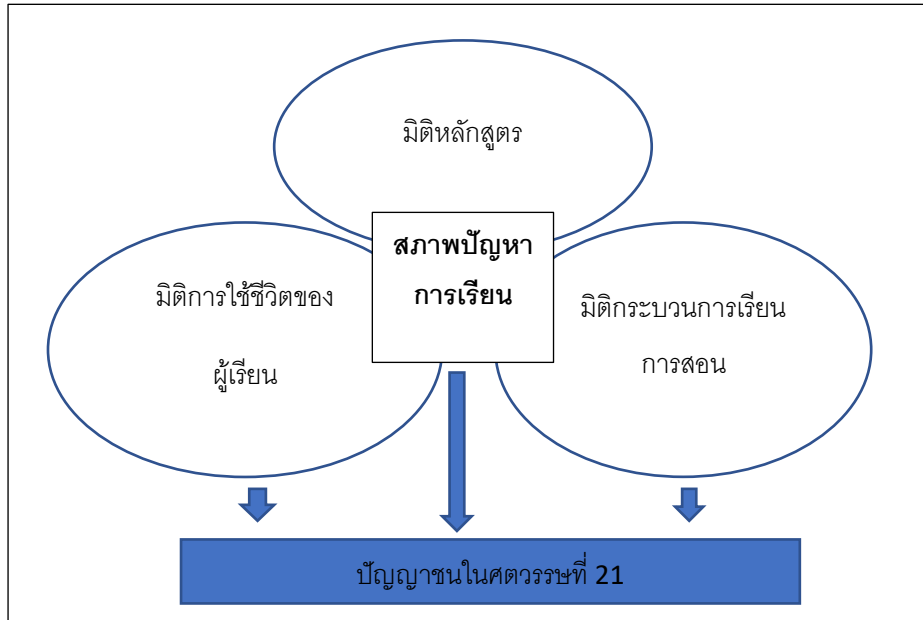 มิติหลักสูตร
สภาพปัญหา
การเรียน
มิติการใช้ชีวิตของ
ผู้เรียน
มิติกระบวนการเรียน
การสอน
ปัญญาชนในศตวรรษที่ 21